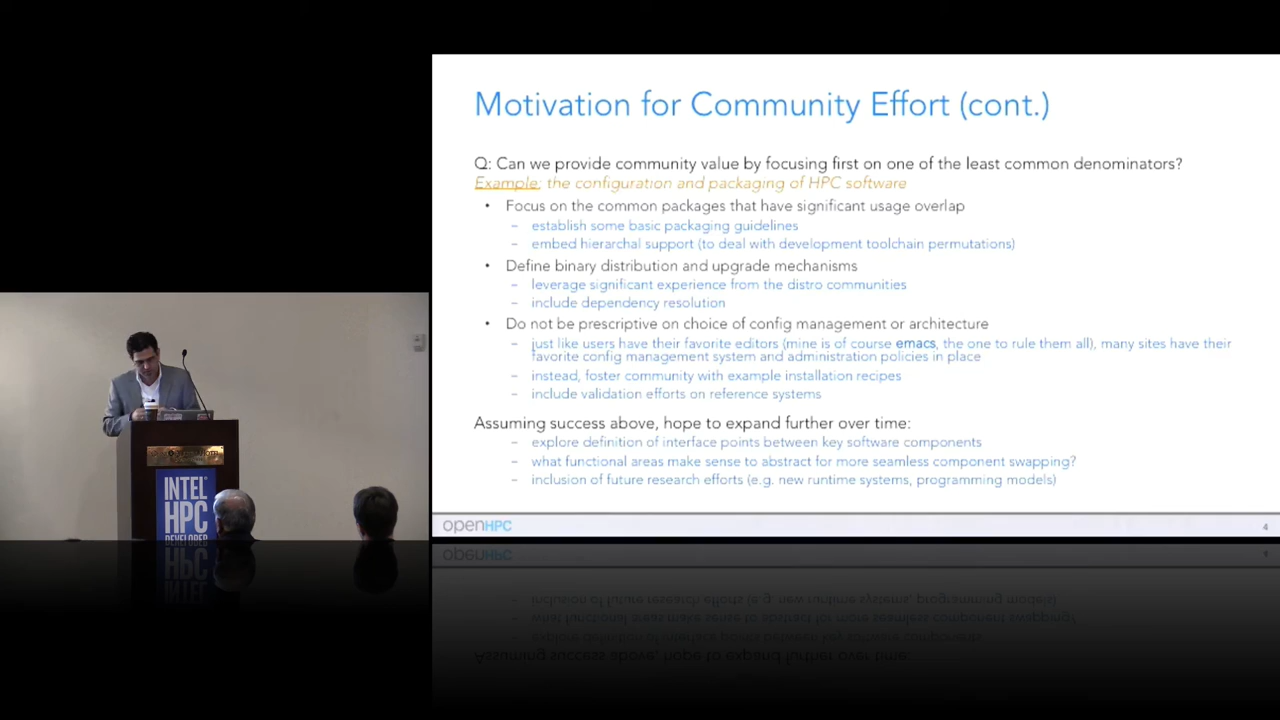 Motivation for Community Effort (cont.)
Q: Can we provide community value by focusing first on one of the least common denominators?
Example: the configuration and packaging of HPC software
• Focus on the common packages that have significant usage overlap
– establish some basic packaging guidelines
– embed hierarchal support (to deal with development toolchain permutations)
• Define binary distribution and upgrade mechanisms
– leverage significant experience from the distro communities
– include dependency resolution
• Do not be prescriptive on choice of config management or architecture
– just like users have their favorite editors (mine is of course emacs, the one to rule them all), many sites have their
favorite config management system and administration policies in place
– instead, foster community with example installation recipes
– include validation efforts on reference systems
Assuming success above, hope to expand further over time:
– explore definition of interface points between key software components
– what functional areas make sense to abstract for more seamless component swapping?
– inclusion of future research efforts (e.g. new runtime systems, programming models)
openHPC
4
INTEL
HPC
DEVELOPER